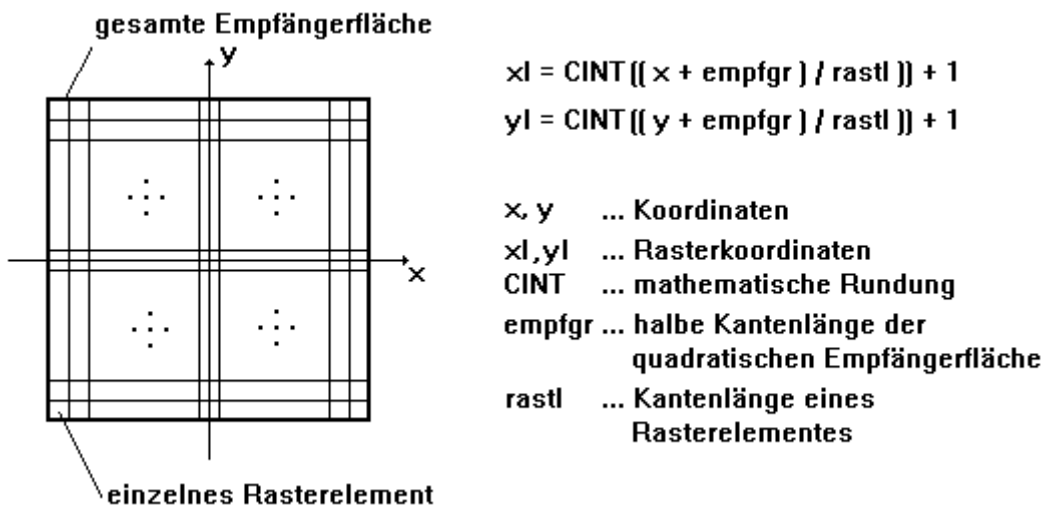 gesamte Empfängerfläche
y
x
einzelnes Rasterelement
xl = CINT (( x + empfgr ) / rastl )) + 1
yl = CINT (( y + empfgr ) / rastl )) + 1
x, y ... Koordinaten
xl,yl ... Rasterkoordinaten
CINT ... mathematische Rundung
empfgr ... halbe Kantenlänge der
quadratischen Empfängerfläche
rastl ... Kantenlänge eines
Rasterelementes